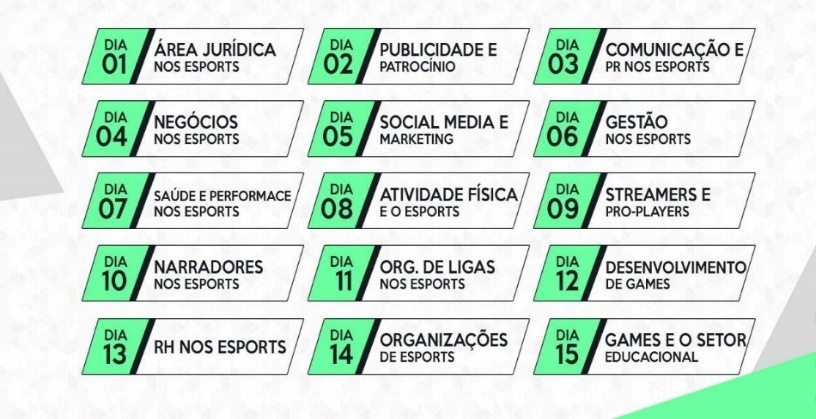 DIA
01
ÁREA JURÍDICA
NOS ESPORTS
DIA
02
PUBLICIDADE E
PATROCÍNIO
DIA
03
COMUNICAÇÃO E
PR NOS ESPORTS
DIA
04
NEGÓCIOS
NOS ESPORTS
DIA
05
SOCIAL MEDIA E
MARKETING
DIA
06
GESTÃO
NOS ESPORTS
DIA
07
SAÚDE E PERFORMACE
NOS ESPORTS
DIA
08
ATIVIDADE FÍSICA
E O ESPORTS
DIA
09
STREAMERS E
PRO-PLAYERS
DIA
10
NARRADORES
NOS ESPORTS
DIA
11
ORG. DE LIGAS
NOS ESPORTS
DIA
12
DESENVOLVIMENTO
DE GAMES
DIA
13
RH NOS ESPORTS
DIA
14
ORGANIZAÇÕES
DE ESPORTS
DIA
15
GAMES E O SETOR
EDUCACIONAL